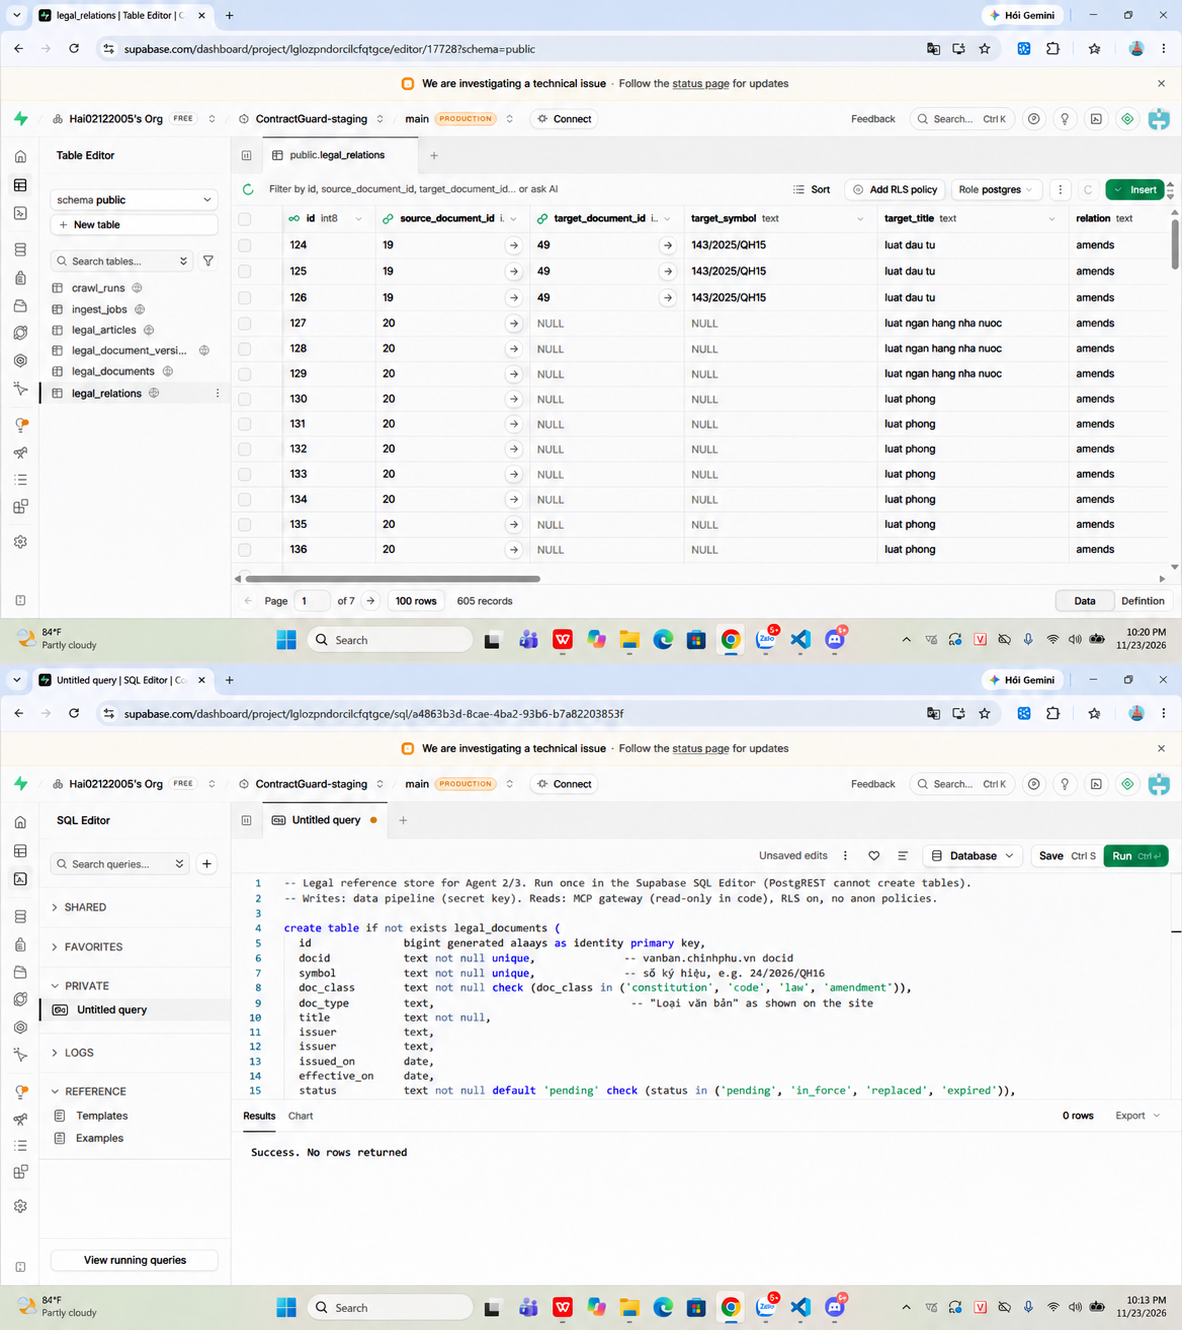 legal_relations | Table Editor | C
Hỏi Gemini
supabase.com/dashboard/project/lglozpndorcilcfqtgce/editor/17728?schema=public
We are investigating a technical issue · Follow the status page for updates
Hai02122005's Org FREE ContractGuard-staging main PRODUCTION Connect Feedback Search... Ctrl K
Table Editor
public.legal_relations
schema public
New table
Search tables...
crawl_runs
ingest_jobs
legal_articles
legal_document_versi...
legal_documents
legal_relations
Filter by id, source_document_id, target_document_id... or ask AI Sort Add RLS policy Role postgres Insert
id int8 source_document_id i. target_document_id i.. target_symbol text target_title text relation text
124 19 49 143/2025/QH15 luat dau tu amends
125 19 49 143/2025/QH15 luat dau tu amends
126 19 49 143/2025/QH15 luat dau tu amends
127 20 NULL NULL luat ngan hang nha nuoc amends
128 20 NULL NULL luat ngan hang nha nuoc amends
129 20 NULL NULL luat ngan hang nha nuoc amends
130 20 NULL NULL luat phong amends
131 20 NULL NULL luat phong amends
132 20 NULL NULL luat phong amends
133 20 NULL NULL luat phong amends
134 20 NULL NULL luat phong amends
135 20 NULL NULL luat phong amends
136 20 NULL NULL luat phong amends
Page 1 of 7 100 rows 605 records Data Defintion
84°F
Partly cloudy
Search
Zalo 5+
10:20 PM
11/23/2026
Untitled query | SQL Editor | Co
Hỏi Gemini
supabase.com/dashboard/project/lglozpndorcilcfqtgce/sql/a4863b3d-8cae-4ba2-93b6-b7a82203853f
We are investigating a technical issue · Follow the status page for updates
Hai02122005's Org FREE ContractGuard-staging main PRODUCTION Connect Feedback Search... Ctrl K
SQL Editor
Untitled query
Search queries...
SHARED
FAVORITES
PRIVATE
Untitled query
LOGS
REFERENCE
Templates
Examples
View running queries
Unsaved edits Database Save Ctrl S Run Ctrl
1 -- Legal reference store for Agent 2/3. Run once in the Supabase SQL Editor (PostgREST cannot create tables).
2 -- Writes: data pipeline (secret key). Reads: MCP gateway (read-only in code), RLS on, no anon policies.
3
4 create table if not exists legal_documents (
5 id bigint generated alaays as identity primary key,
6 docid text not null unique, -- vanban.chinhphu.vn docid
7 symbol text not null unique, -- số ký hiệu, e.g. 24/2026/QH16
8 doc_class text not null check (doc_class in ('constitution', 'code', 'law', 'amendment')),
9 doc_type text, -- "Loại văn bản" as shown on the site
10 title text not null,
11 issuer text,
12 issuer text,
13 issued_on date,
14 effective_on date,
15 status text not null default 'pending' check (status in ('pending', 'in_force', 'replaced', 'expired')),
Results Chart 0 rows Export
Success. No rows returned
84°F
Partly cloudy
Search
Zalo 5+
10:13 PM
11/23/2026